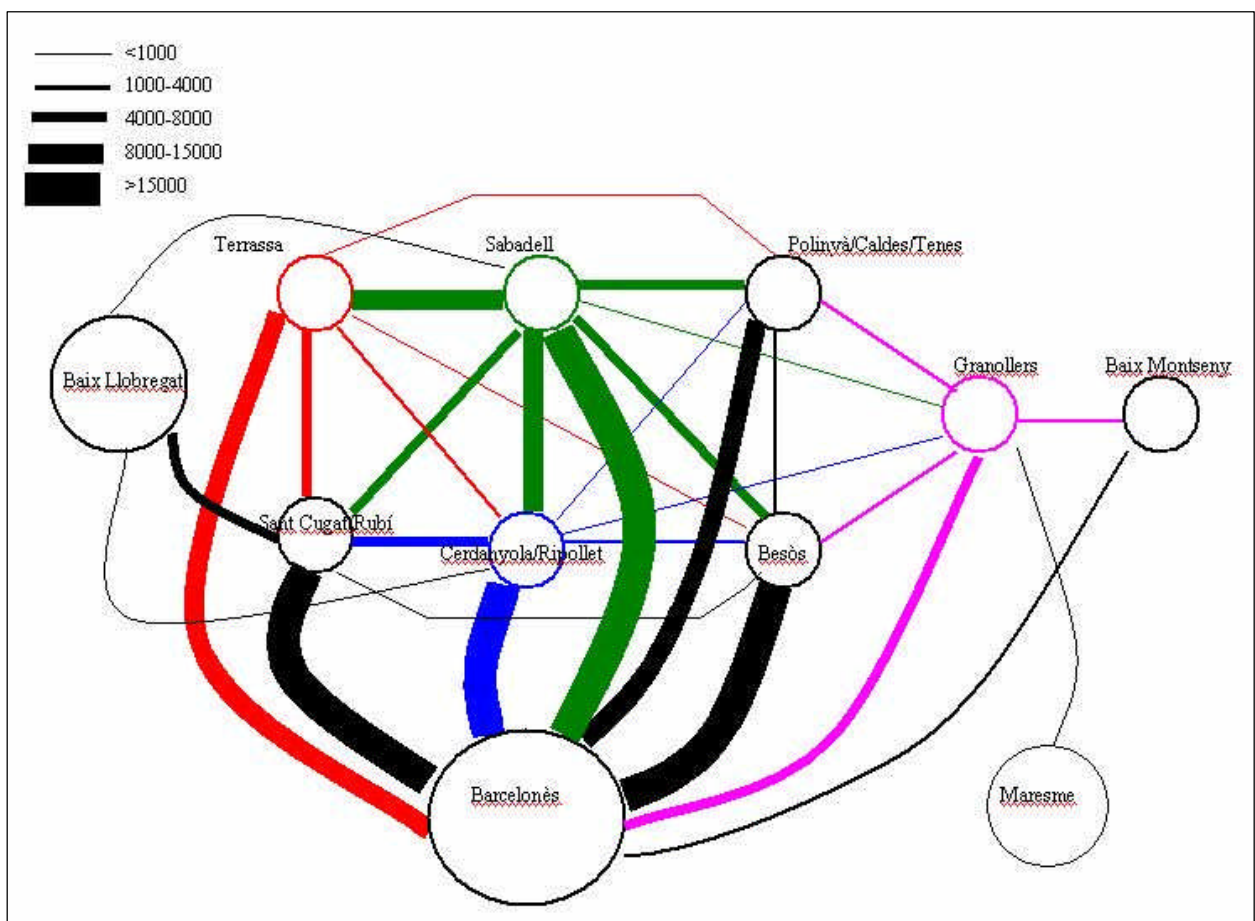 <1000
1000-4000
4000-8000
8000-15000
>15000
Terrassa
Sabadell
Polinyà/Caldes/Tenes
Baix Llobregat
Granollers
Baix Montseny
Sant Cugat/Rubí
Cerdanyola/Ripollet
Besòs
Barcelonès
Maresme